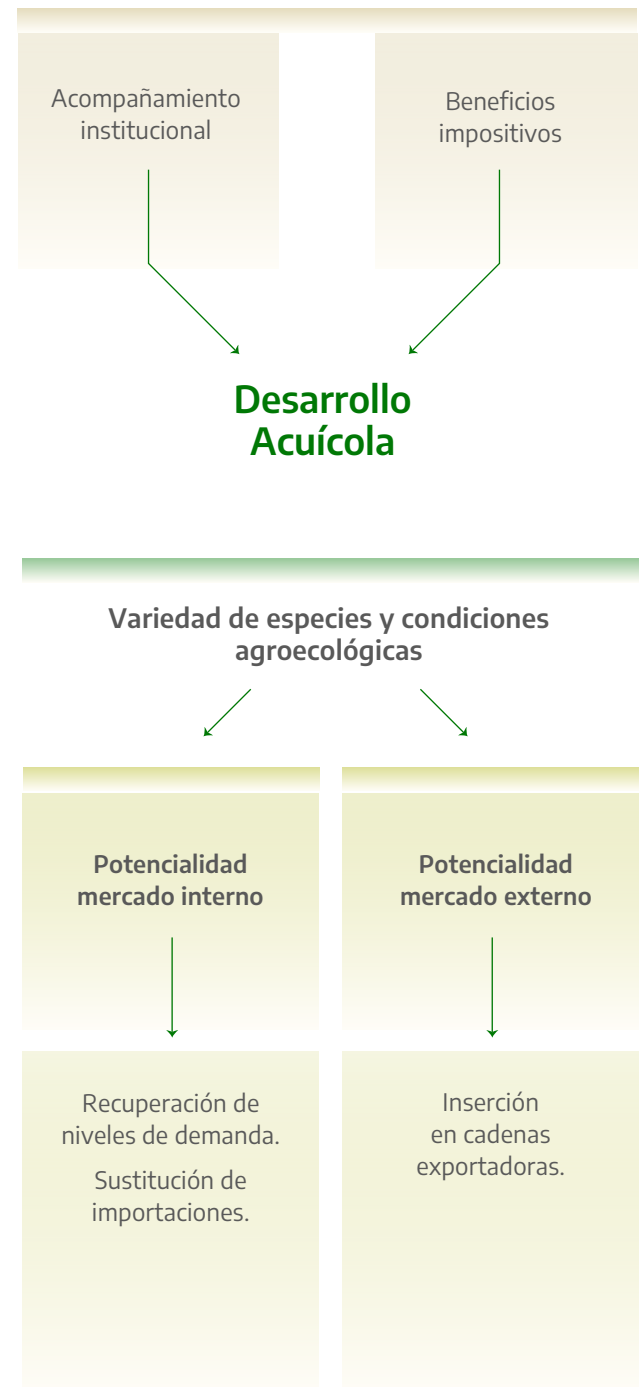 Acompañamiento
institucional
Beneficios
impositivos
Desarrollo
Acuícola
Variedad de especies y condiciones
agroecológicas
Potencialidad
mercado interno
Potencialidad
mercado externo
Recuperación de
niveles de demanda.
Sustitución de
importaciones.
Inserción
en cadenas
exportadoras.